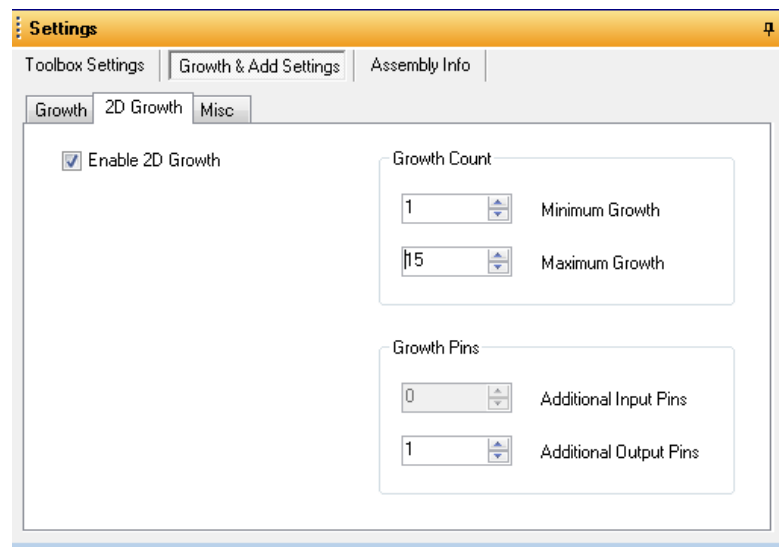 Settings
Toolbox Settings Growth & Add Settings Assembly Info
Growth 2D Growth Misc
Enable 2D Growth
Growth Count
1 Minimum Growth
15 Maximum Growth
Growth Pins
0 Additional Input Pins
1 Additional Output Pins